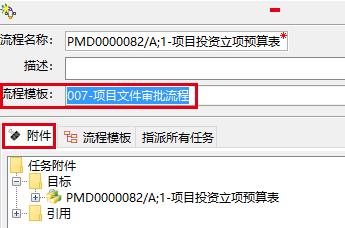 流程名称： PMD0000082/A;1-项目投资立项预算表*
描述：
流程模板： 007-项目文件审批流程
附件 流程模板 指派所有任务
任务附件
目标
PMD0000082/A;1-项目投资立项预算表
引用